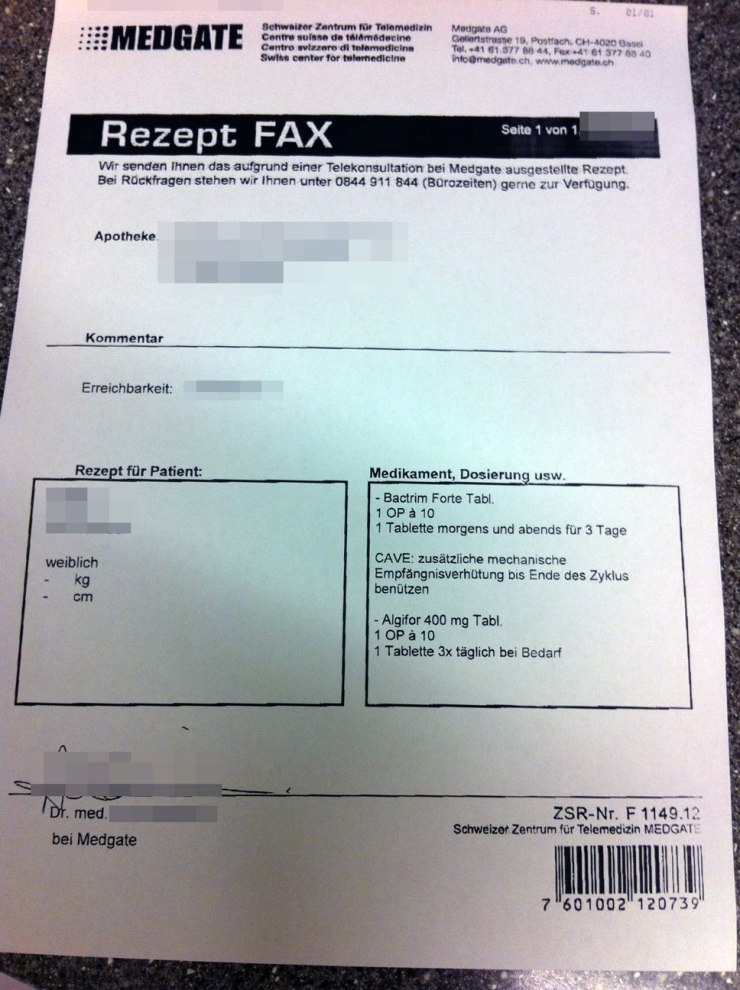 S. 01/01
MEDGATE
Schweizer Zentrum für Telemedizin
Centre suisse de télémédecine
Centro svizzero di telemedicina
Swiss center for telemedicine
Medgate AG
Gellertstrasse 19, Postfach, CH-4020 Basel
Tel. +41 61 377 88 44, Fax +41 61 377 88 40
info@medgate.ch, www.medgate.ch
Rezept FAX
Seite 1 von 1
Wir senden Ihnen das aufgrund einer Telekonsultation bei Medgate ausgestellte Rezept.
Bei Rückfragen stehen wir Ihnen unter 0844 911 844 (Bürozeiten) gerne zur Verfügung.
Apotheke
Kommentar
Erreichbarkeit:
Rezept für Patient:
weiblich
- kg
- cm
Medikament, Dosierung usw.
- Bactrim Forte Tabl.
1 OP à 10
1 Tablette morgens und abends für 3 Tage
CAVE: zusätzliche mechanische
Empfängnisverhütung bis Ende des Zyklus
benützen
- Algifor 400 mg Tabl.
1 OP à 10
1 Tablette 3x täglich bei Bedarf
Dr. med.
bei Medgate
ZSR-Nr. F 1149.12
Schweizer Zentrum für Telemedizin MEDGATE
7 601002 120739